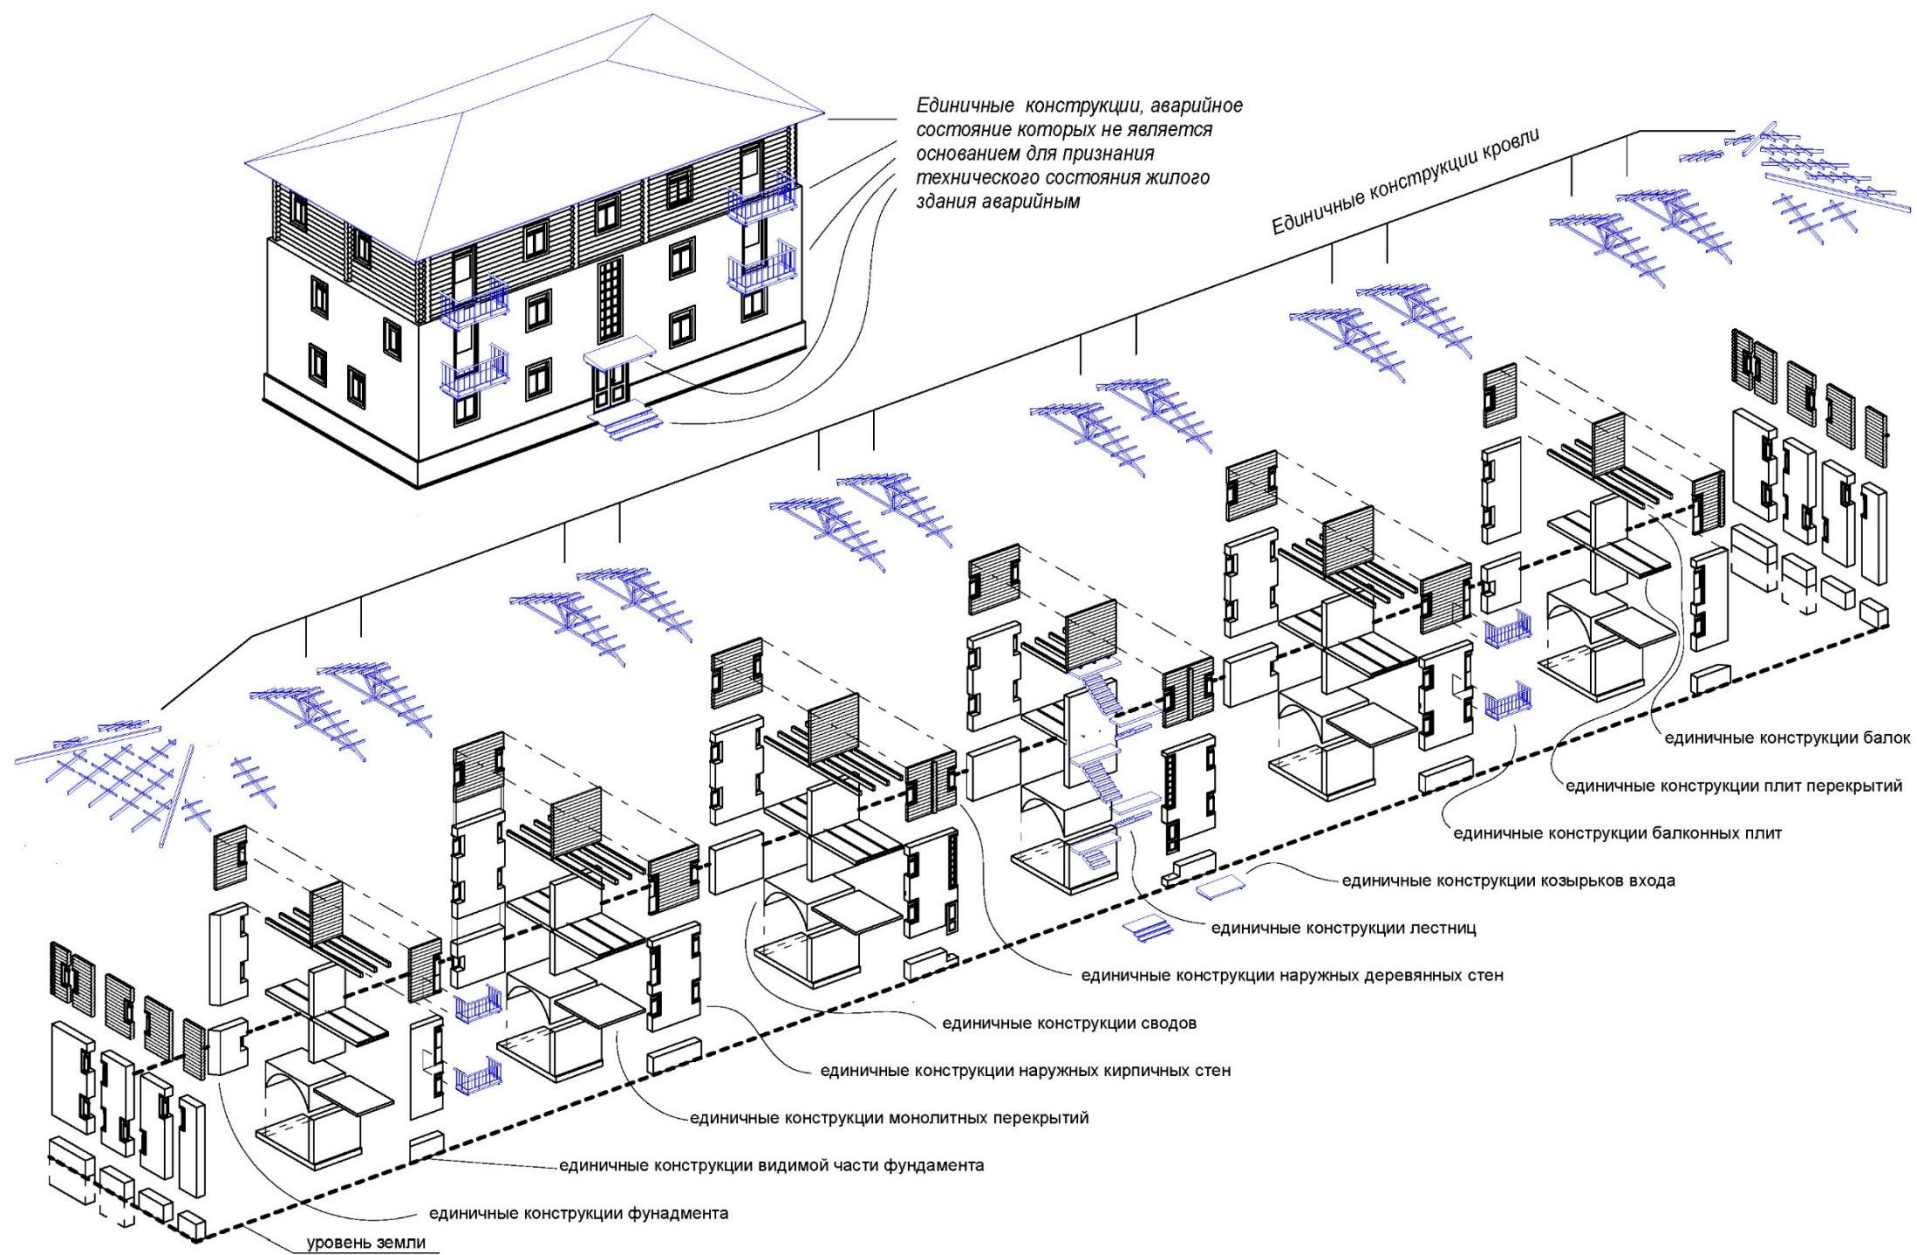 Единичные конструкции, аварийное
состояние которых не является
основанием для признания
технического состояния жилого
здания аварийным
Единичные конструкции кровли
единичные конструкции балок
единичные конструкции плит перекрытий
единичные конструкции балконных плит
единичные конструкции козырьков входа
единичные конструкции лестниц
единичные конструкции наружных деревянных стен
единичные конструкции сводов
единичные конструкции наружных кирпичных стен
единичные конструкции монолитных перекрытий
единичные конструкции видимой части фундамента
единичные конструкции фунадмента
уровень земли